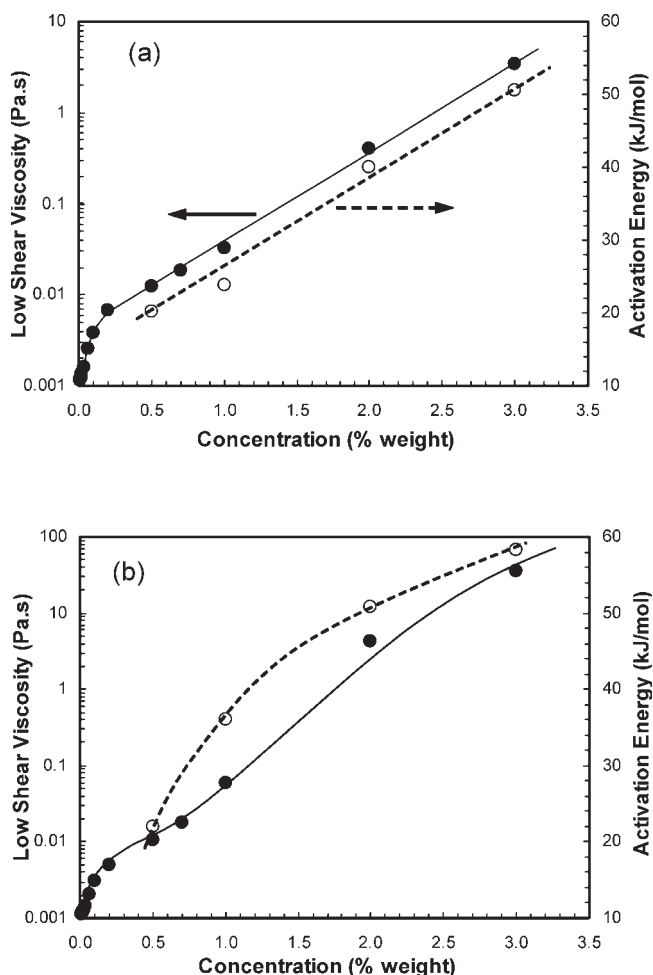 (a)
Low Shear Viscosity (Pa.s)
10
1
0.1
0.01
0.001
60
50
40
30
20
10
Activation Energy (kJ/mol)
0.0 0.5 1.0 1.5 2.0 2.5 3.0 3.5
Concentration (% weight)
(b)
Low Shear Viscosity (Pa.s)
100
10
1
0.1
0.01
0.001
60
50
40
30
20
10
Activation Energy (kJ/mol)
0.0 0.5 1.0 1.5 2.0 2.5 3.0 3.5
Concentration (% weight)